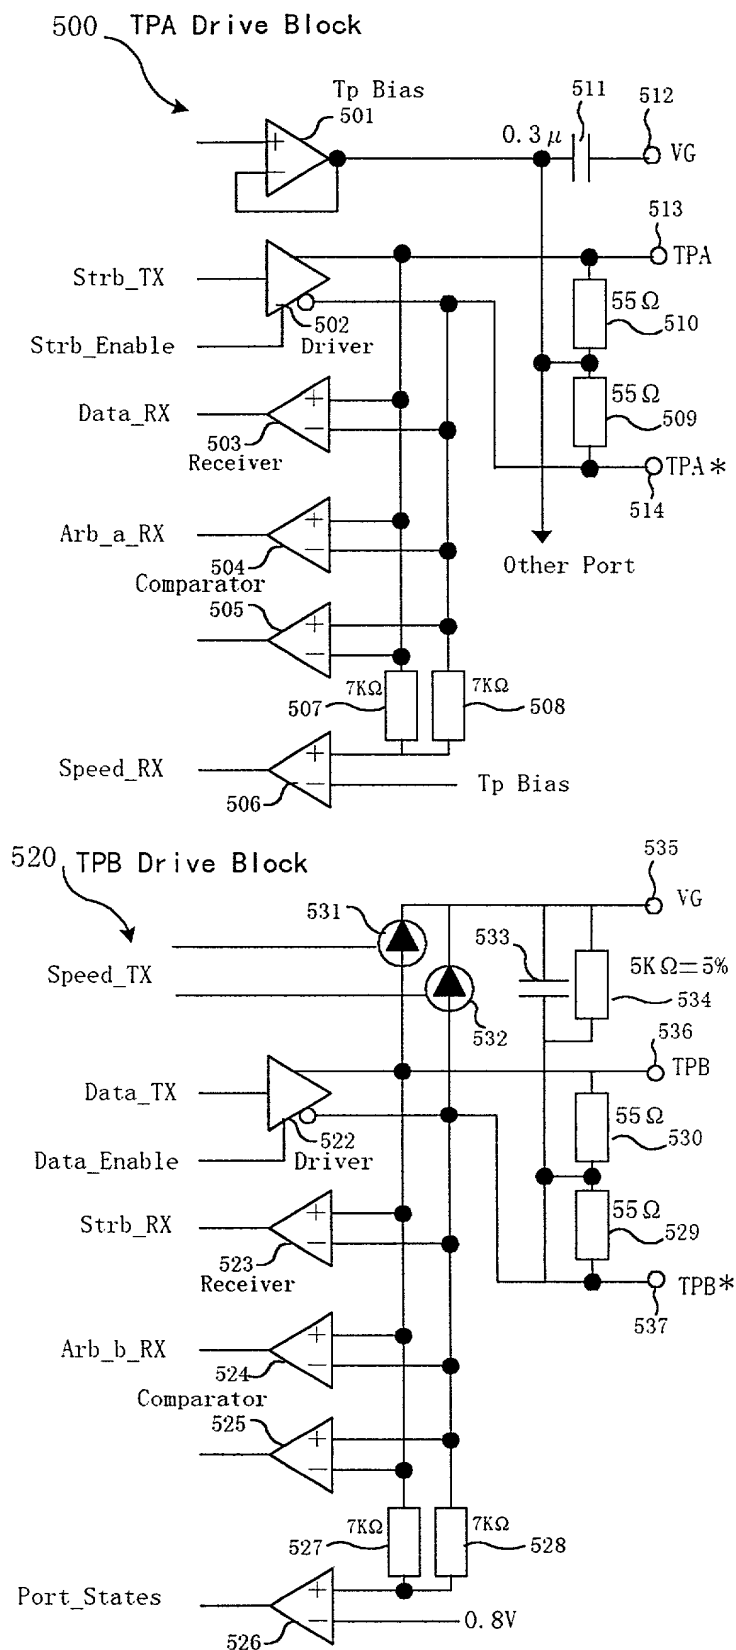 500 TPA Drive Block
Tp Bias
501
+
−
0.3μ
511
512
VG
513
TPA
Strb_TX
502
Driver
Strb_Enable
55Ω
510
55Ω
509
Data_RX
+
−
503
Receiver
TPA*
514
Arb_a_RX
+
−
504
Comparator
505
+
−
Other Port
7KΩ
507
7KΩ
508
Speed_RX
+
−
506
Tp Bias
520 TPB Drive Block
535
VG
531
533
Speed_TX
532
5KΩ=5%
534
536
TPB
Data_TX
522
Driver
Data_Enable
55Ω
530
55Ω
529
Strb_RX
+
−
523
Receiver
TPB*
537
Arb_b_RX
+
−
524
Comparator
525
+
−
7KΩ
527
7KΩ
528
Port_States
+
−
526
0.8V